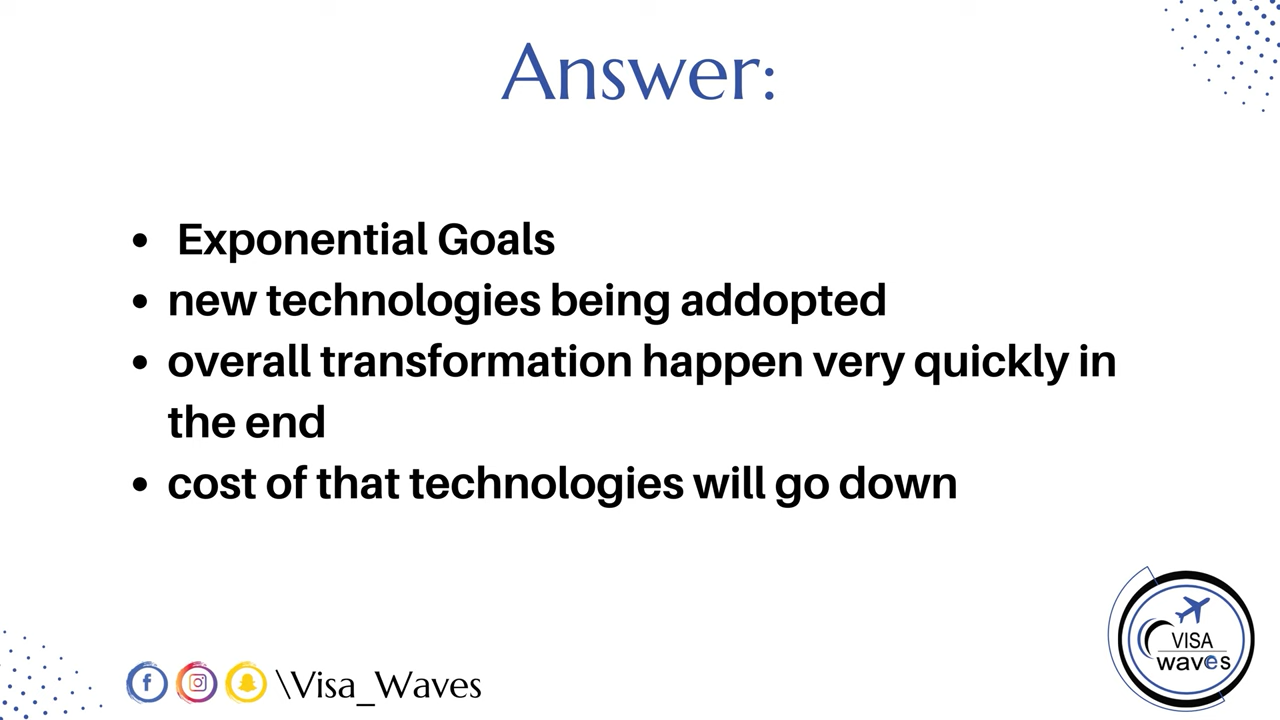 Answer:
• Exponential Goals
• new technologies being addopted
• overall transformation happen very quickly in
the end
• cost of that technologies will go down
\Visa_Waves
VISA
waves